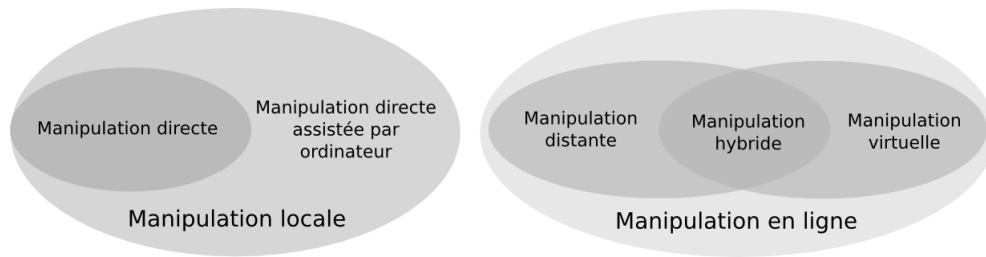 Manipulation directe
Manipulation directe
assistée par
ordinateur
Manipulation locale
Manipulation
distante
Manipulation
hybride
Manipulation
virtuelle
Manipulation en ligne